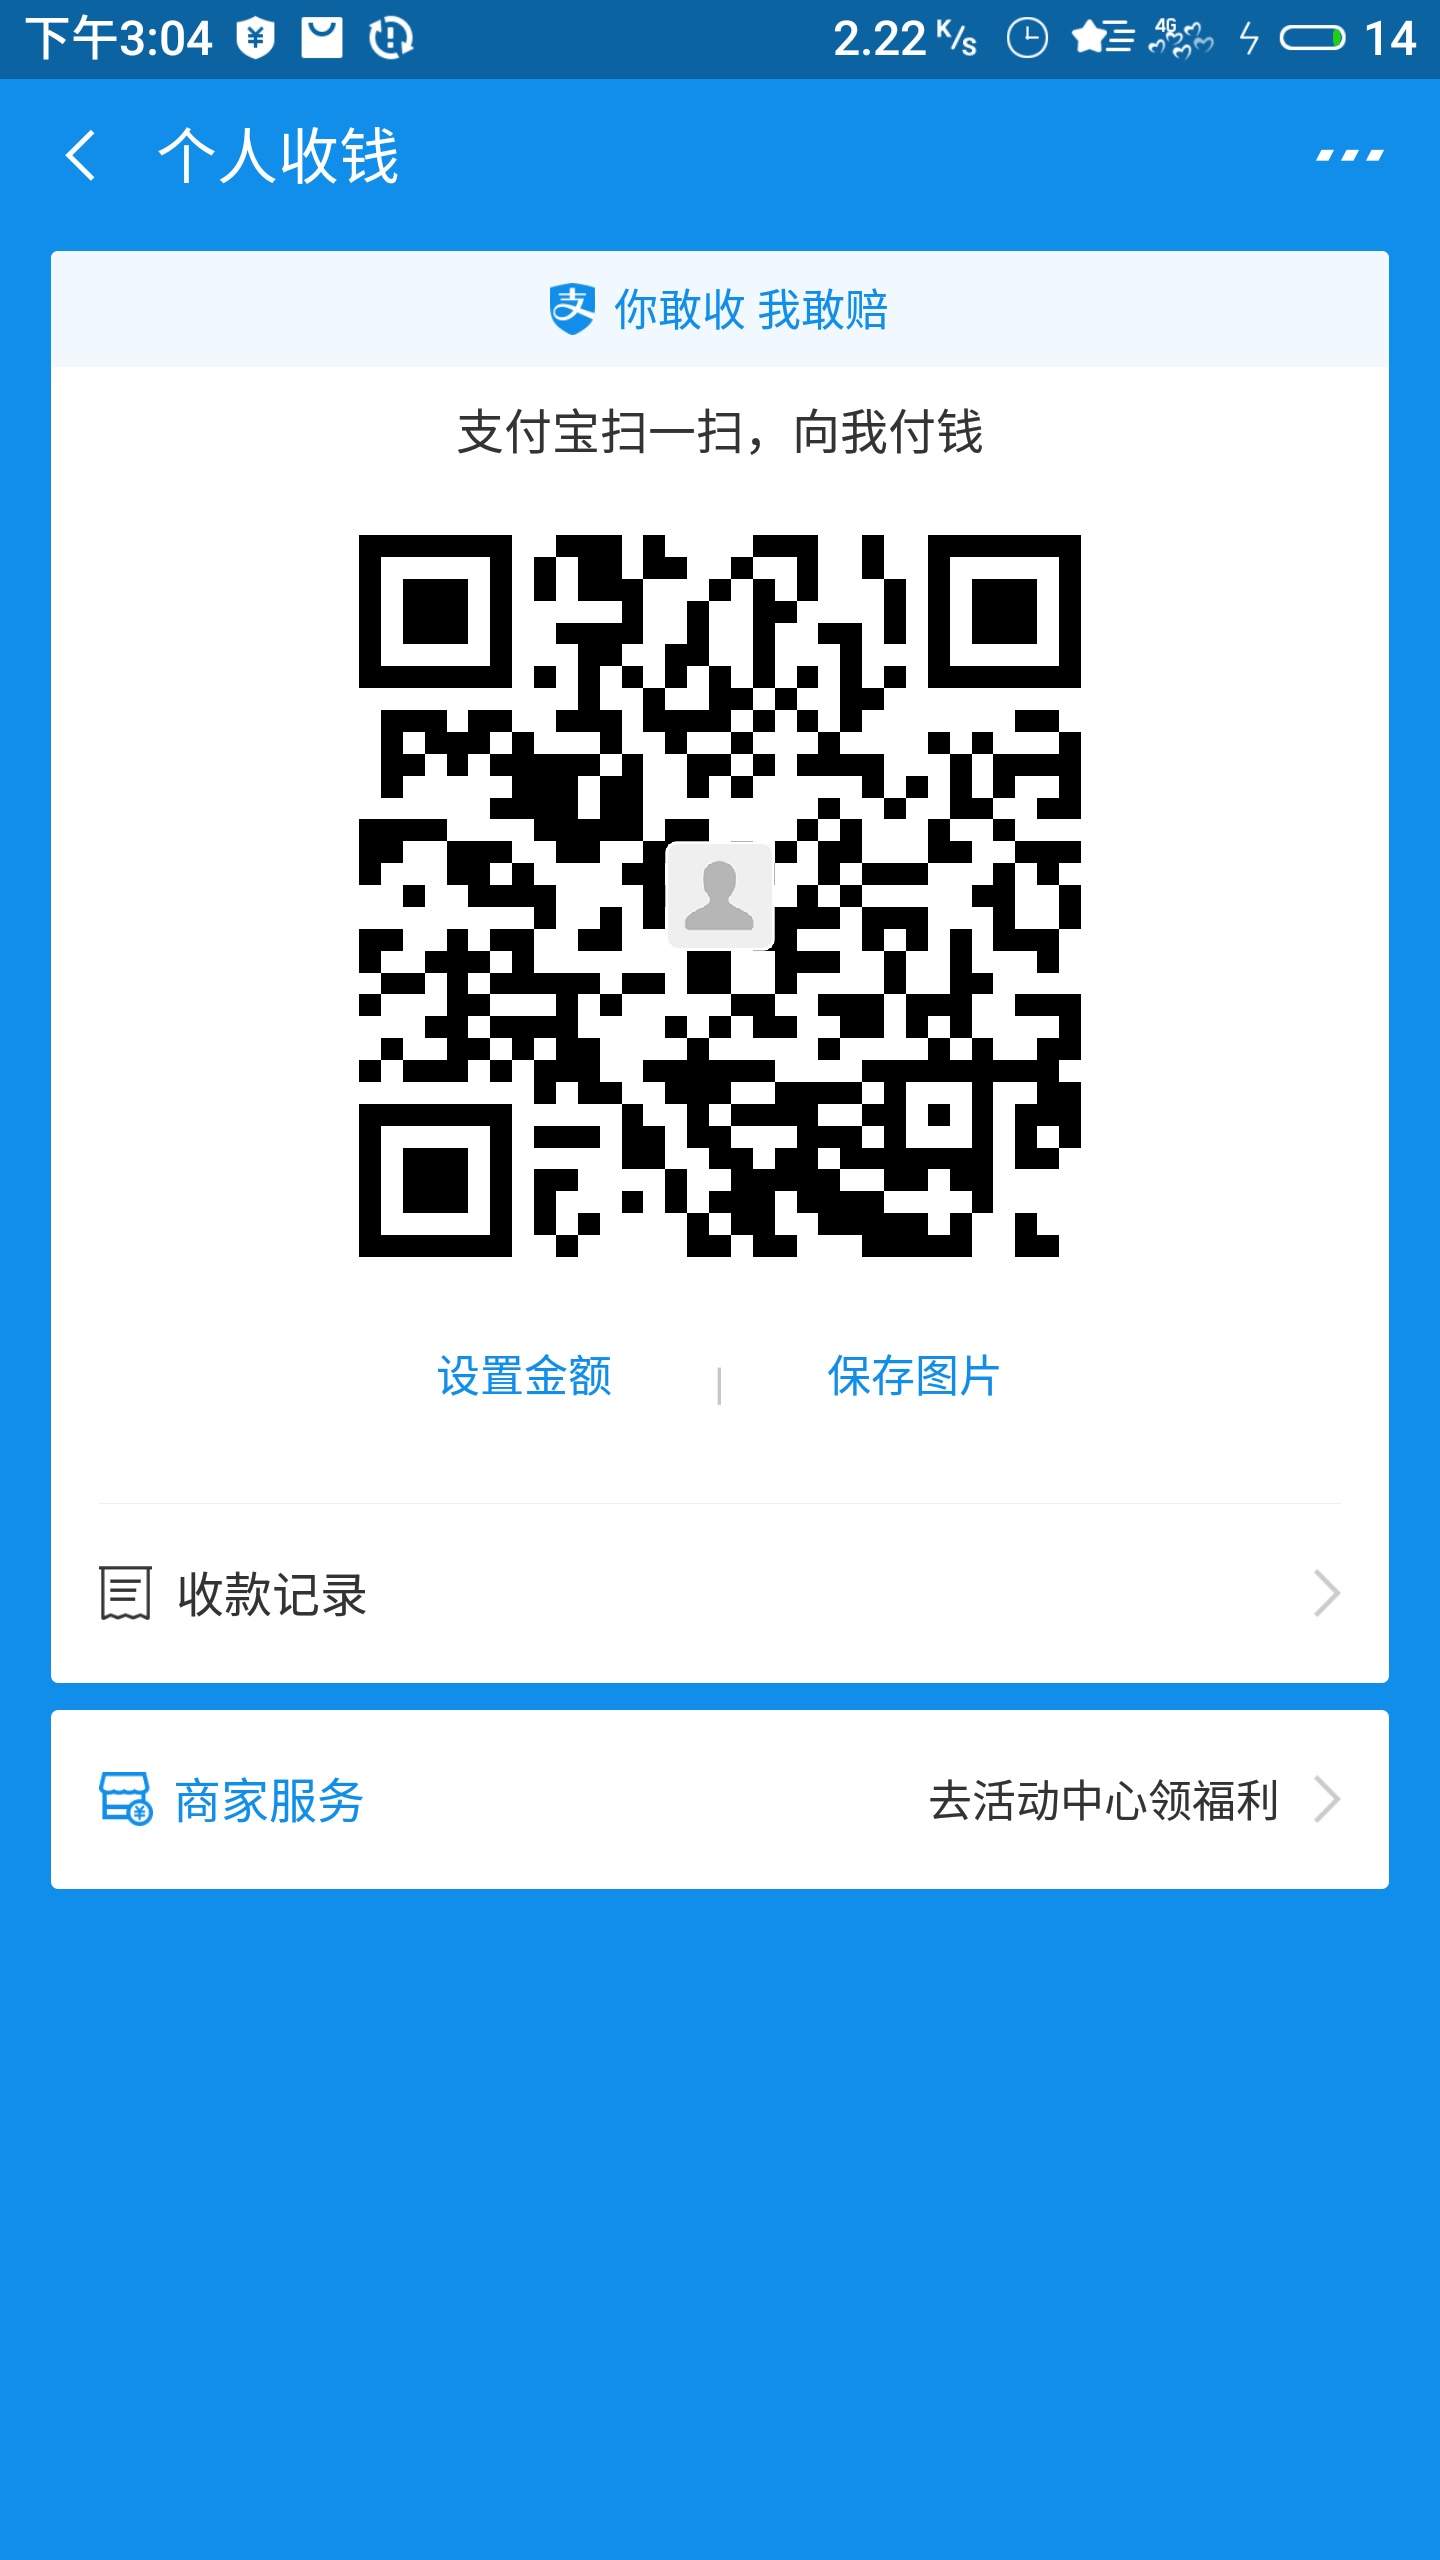 下午3:04 2.22 K/s 4G 14
个人收钱
支 你敢收 我敢赔
支付宝扫一扫，向我付钱
设置金额 | 保存图片
收款记录
商家服务 去活动中心领福利